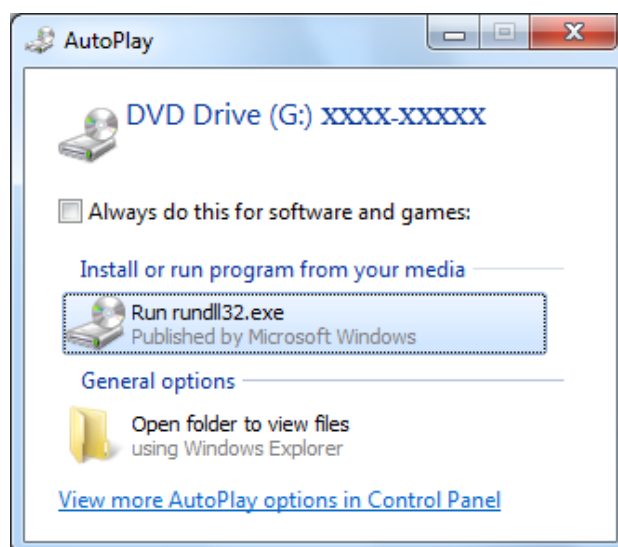 AutoPlay
DVD Drive (G:) XXXX-XXXXX
Always do this for software and games:
Install or run program from your media
Run rundll32.exe
Published by Microsoft Windows
General options
Open folder to view files
using Windows Explorer
View more AutoPlay options in Control Panel